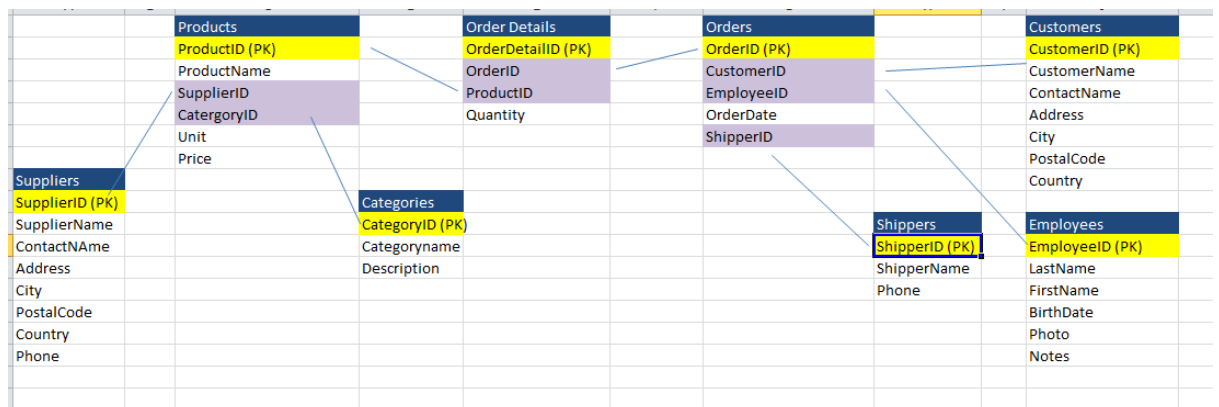 Products
ProductID (PK)
ProductName
SupplierID
CatergoryID
Unit
Price
Order Details
OrderDetailID (PK)
OrderID
ProductID
Quantity
Orders
OrderID (PK)
CustomerID
EmployeeID
OrderDate
ShipperID
Customers
CustomerID (PK)
CustomerName
ContactName
Address
City
PostalCode
Country
Suppliers
SupplierID (PK)
SupplierName
ContactNAme
Address
City
PostalCode
Country
Phone
Categories
CategoryID (PK)
Categoryname
Description
Shippers
ShipperID (PK)
ShipperName
Phone
Employees
EmployeeID (PK)
LastName
FirstName
BirthDate
Photo
Notes